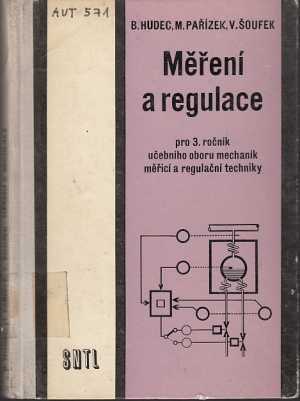 AUT 571
B. HUDEC, M. PAŘÍZEK, V. ŠOUFEK
Měření
a regulace
pro 3. ročník
učebního oboru mechanik
měřicí a regulační techniky
SNTL